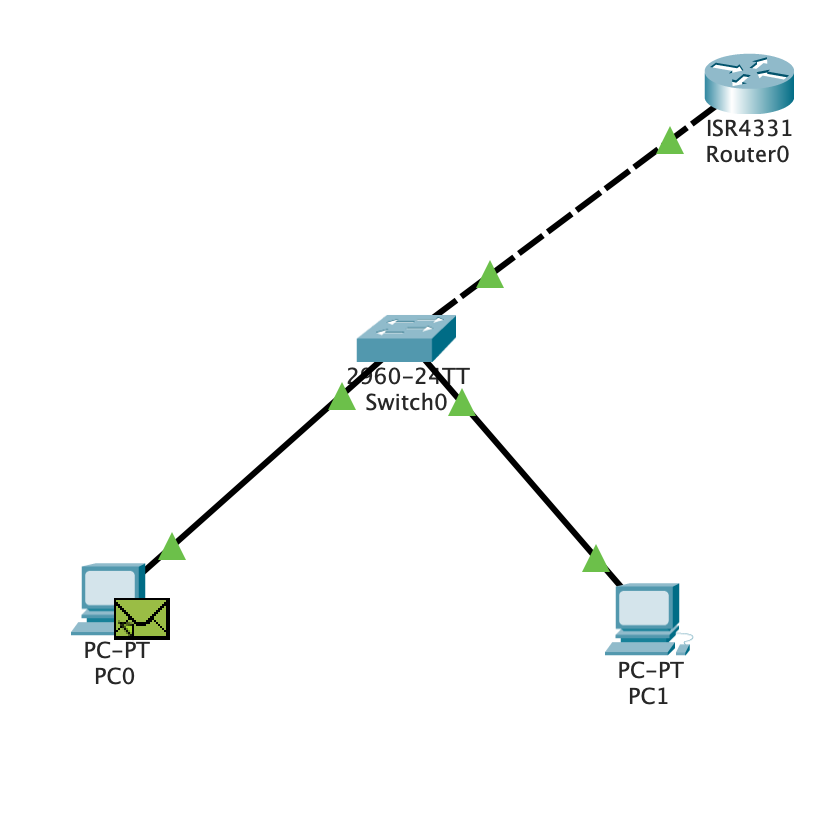 ISR4331
Router0
2960-24TT
Switch0
PC-PT
PC0
PC-PT
PC1